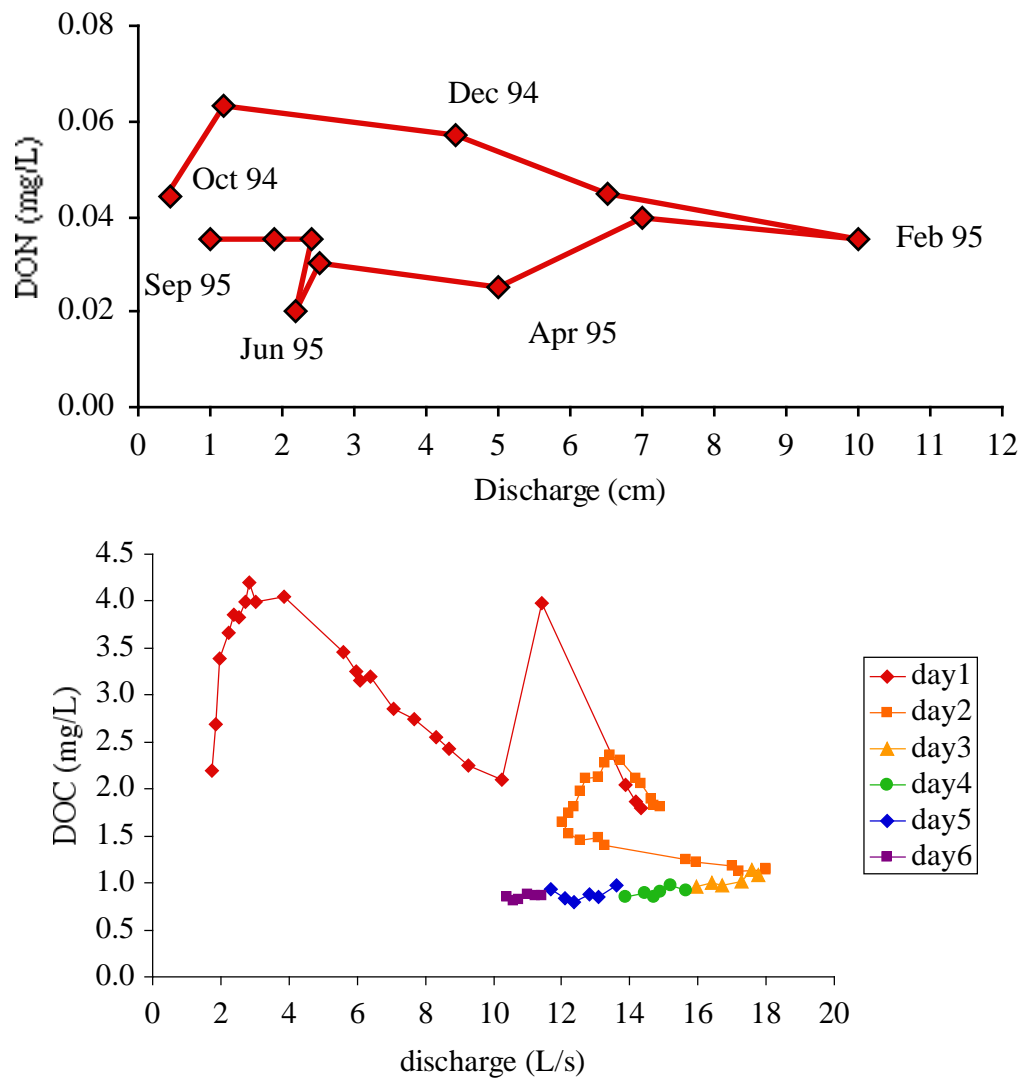 0.08
0.06
0.04
0.02
0.00
DON (mg/L)
Dec 94
Oct 94
Feb 95
Sep 95
Apr 95
Jun 95
0 1 2 3 4 5 6 7 8 9 10 11 12
Discharge (cm)
4.5
4.0
3.5
3.0
2.5
2.0
1.5
1.0
0.5
0.0
DOC (mg/L)
day1
day2
day3
day4
day5
day6
0 2 4 6 8 10 12 14 16 18 20
discharge (L/s)